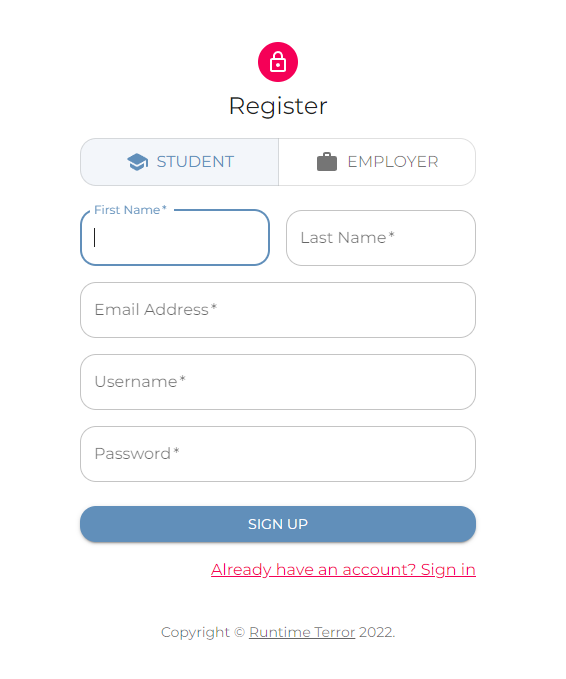 Register
STUDENT EMPLOYER
First Name *
Last Name *
Email Address *
Username *
Password *
SIGN UP
Already have an account? Sign in
Copyright © Runtime Terror 2022.